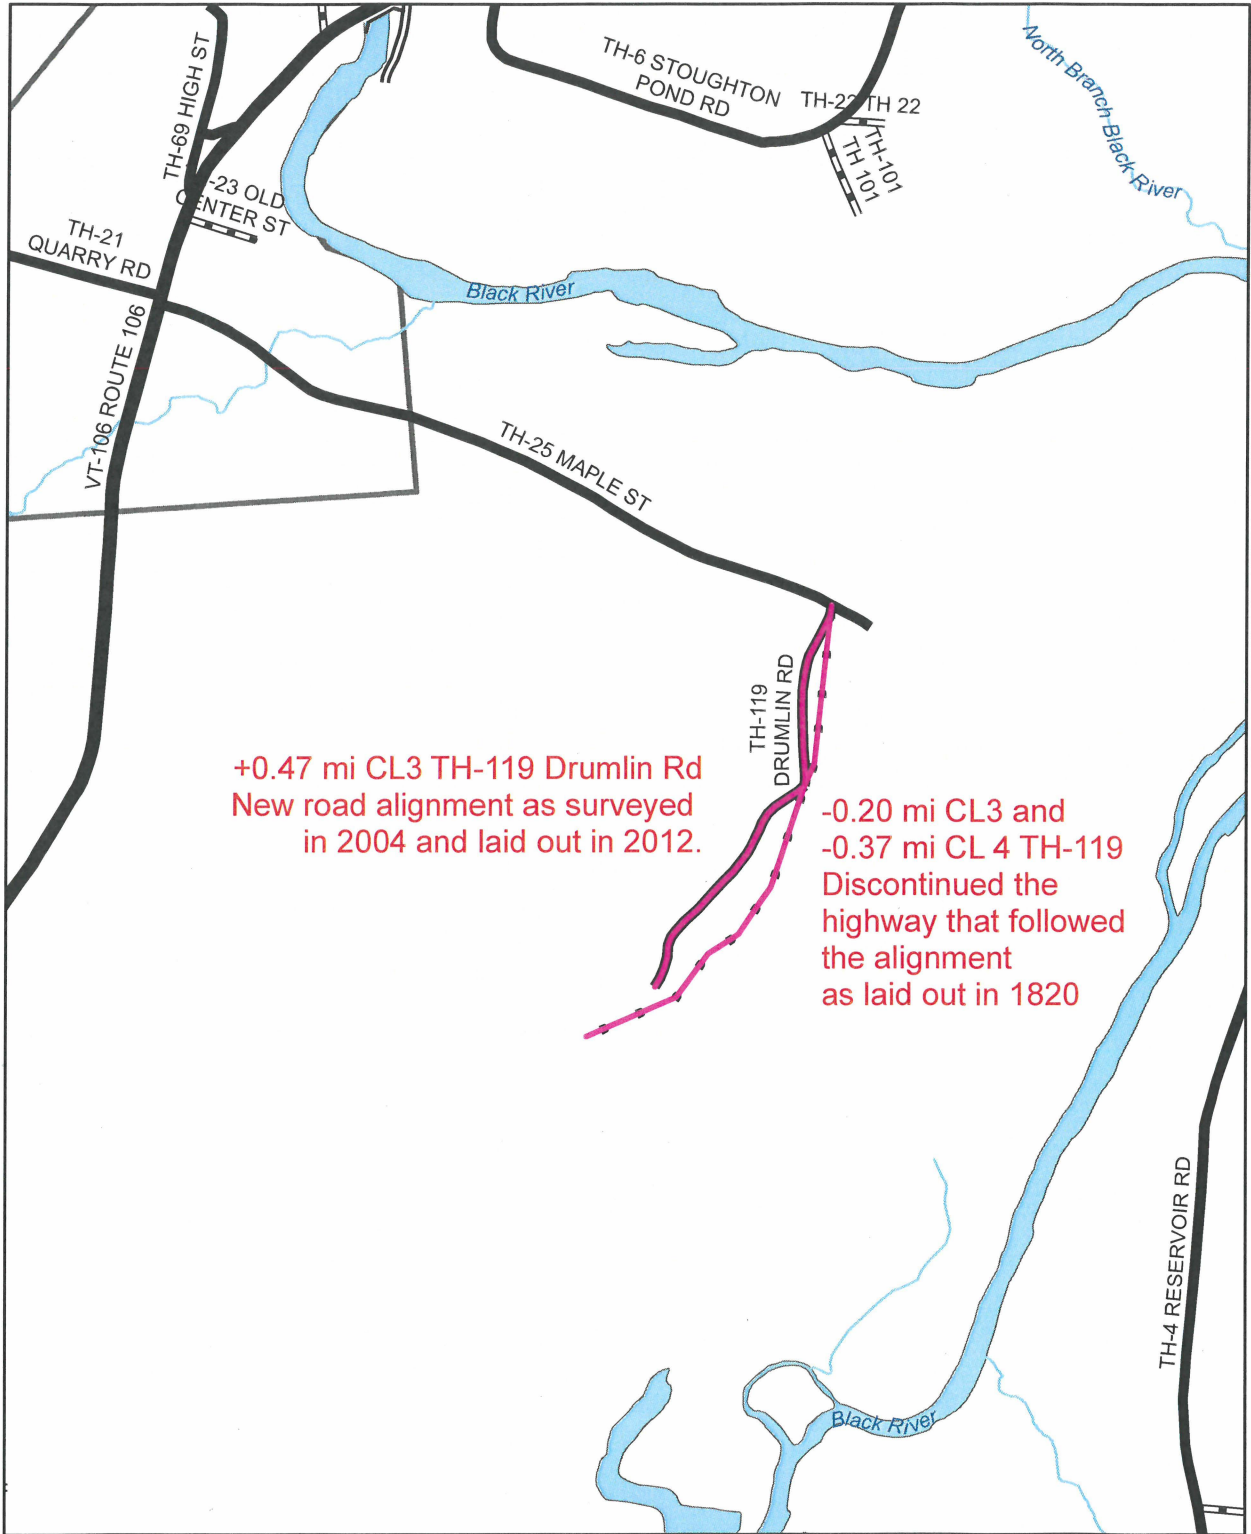 TH-69 HIGH ST
TH-6 STOUGHTON
POND RD
TH-22 TH 22
TH-101
TH 101
North Branch Black River
-23 OLD
CENTER ST
TH-21
QUARRY RD
Black River
VT-106 ROUTE 106
TH-25 MAPLE ST
TH-119
DRUMLIN RD
+0.47 mi CL3 TH-119 Drumlin Rd
New road alignment as surveyed
in 2004 and laid out in 2012.
-0.20 mi CL3 and
-0.37 mi CL 4 TH-119
Discontinued the
highway that followed
the alignment
as laid out in 1820
TH-4 RESERVOIR RD
Black River